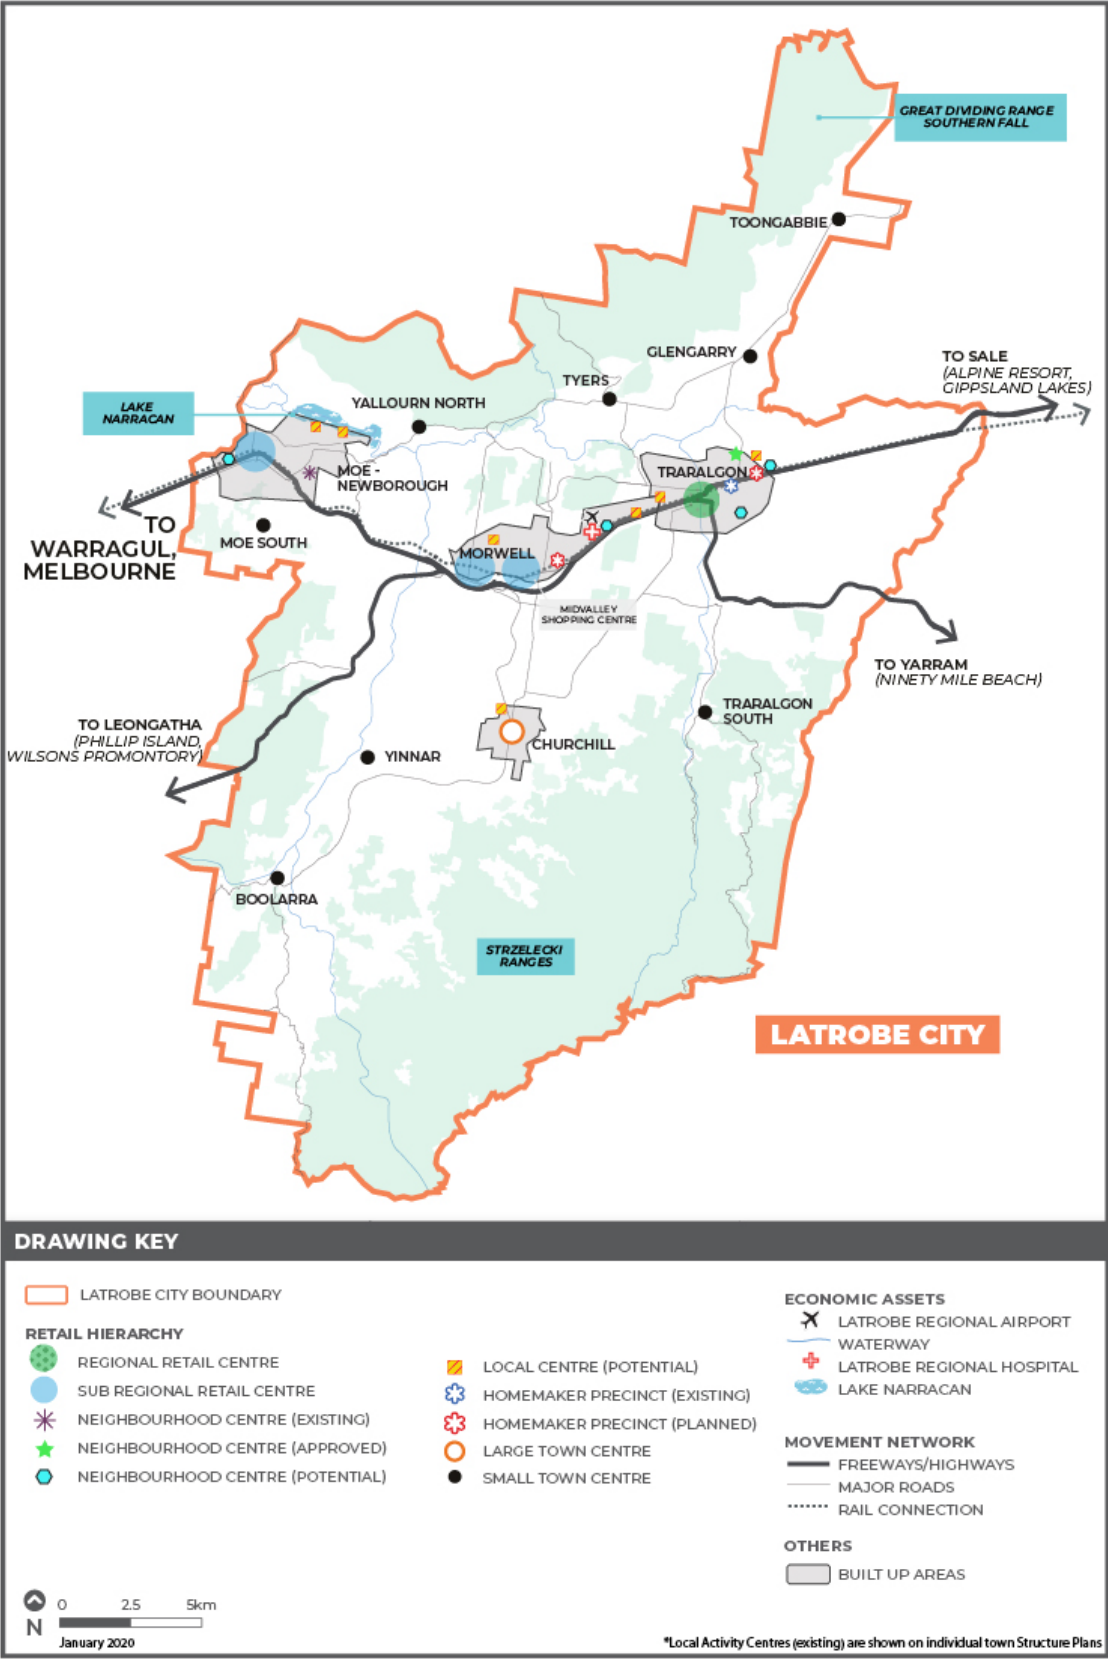 GREAT DIVIDING RANGE
SOUTHERN FALL
TOONGABBIE
GLENGARRY
TO SALE
(ALPINE RESORT,
GIPPSLAND LAKES)
TYERS
LAKE
NARRACAN
YALLOURN NORTH
MOE -
NEWBOROUGH
TRARALGON
TO
WARRAGUL,
MELBOURNE
MOE SOUTH
MORWELL
MIDVALLEY
SHOPPING CENTRE
TO YARRAM
(NINETY MILE BEACH)
TRARALGON
SOUTH
TO LEONGATHA
(PHILLIP ISLAND,
WILSONS PROMONTORY)
YINNAR
CHURCHILL
BOOLARRA
STRZELECKI
RANGES
LATROBE CITY
DRAWING KEY
LATROBE CITY BOUNDARY
RETAIL HIERARCHY
REGIONAL RETAIL CENTRE
SUB REGIONAL RETAIL CENTRE
NEIGHBOURHOOD CENTRE (EXISTING)
NEIGHBOURHOOD CENTRE (APPROVED)
NEIGHBOURHOOD CENTRE (POTENTIAL)
LOCAL CENTRE (POTENTIAL)
HOMEMAKER PRECINCT (EXISTING)
HOMEMAKER PRECINCT (PLANNED)
LARGE TOWN CENTRE
SMALL TOWN CENTRE
ECONOMIC ASSETS
LATROBE REGIONAL AIRPORT
WATERWAY
LATROBE REGIONAL HOSPITAL
LAKE NARRACAN
MOVEMENT NETWORK
FREEWAYS/HIGHWAYS
MAJOR ROADS
RAIL CONNECTION
OTHERS
BUILT UP AREAS
0 2.5 5km
N
January 2020
*Local Activity Centres (existing) are shown on individual town Structure Plans